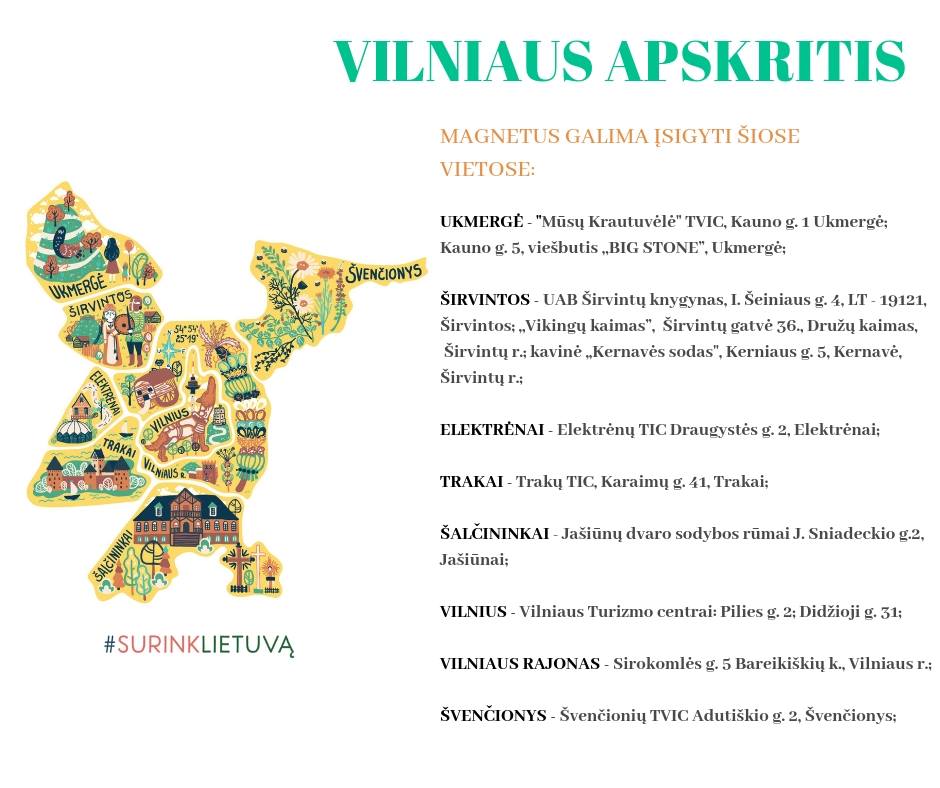 VILNIAUS APSKRITIS
MAGNETUS GALIMA ĮSIGYTI ŠIOSE
VIETOSE:
UKMERGĖ - "Mūsų Krautuvėlė" TVIC, Kauno g. 1 Ukmergė;
Kauno g. 5, viešbutis „BIG STONE”, Ukmergė;
ŠIRVINTOS - UAB Širvintų knygynas, I. Šeiniaus g. 4, LT - 19121,
Širvintos; „Vikingų kaimas”, Širvintų gatvė 36., Družų kaimas,
Širvintų r.; kavinė „Kernavės sodas", Kerniaus g. 5, Kernavė,
Širvintų r.;
ELEKTRĖNAI - Elektrėnų TIC Draugystės g. 2, Elektrėnai;
TRAKAI - Trakų TIC, Karaimų g. 41, Trakai;
ŠALČININKAI - Jašiūnų dvaro sodybos rūmai J. Sniadeckio g.2,
Jašiūnai;
VILNIUS - Vilniaus Turizmo centrai: Pilies g. 2; Didžioji g. 31;
VILNIAUS RAJONAS - Sirokomlės g. 5 Bareikiškių k., Vilniaus r.;
ŠVENČIONYS - Švenčionių TVIC Adutiškio g. 2, Švenčionys;
UKMERGĖ
ŠIRVINTOS
ŠVENČIONYS
54°54'
25°19'
ELEKTRĖNAI
VILNIUS
TRAKAI
VILNIAUS R.
ŠALČININKAI
#SURINKLIETUVĄ